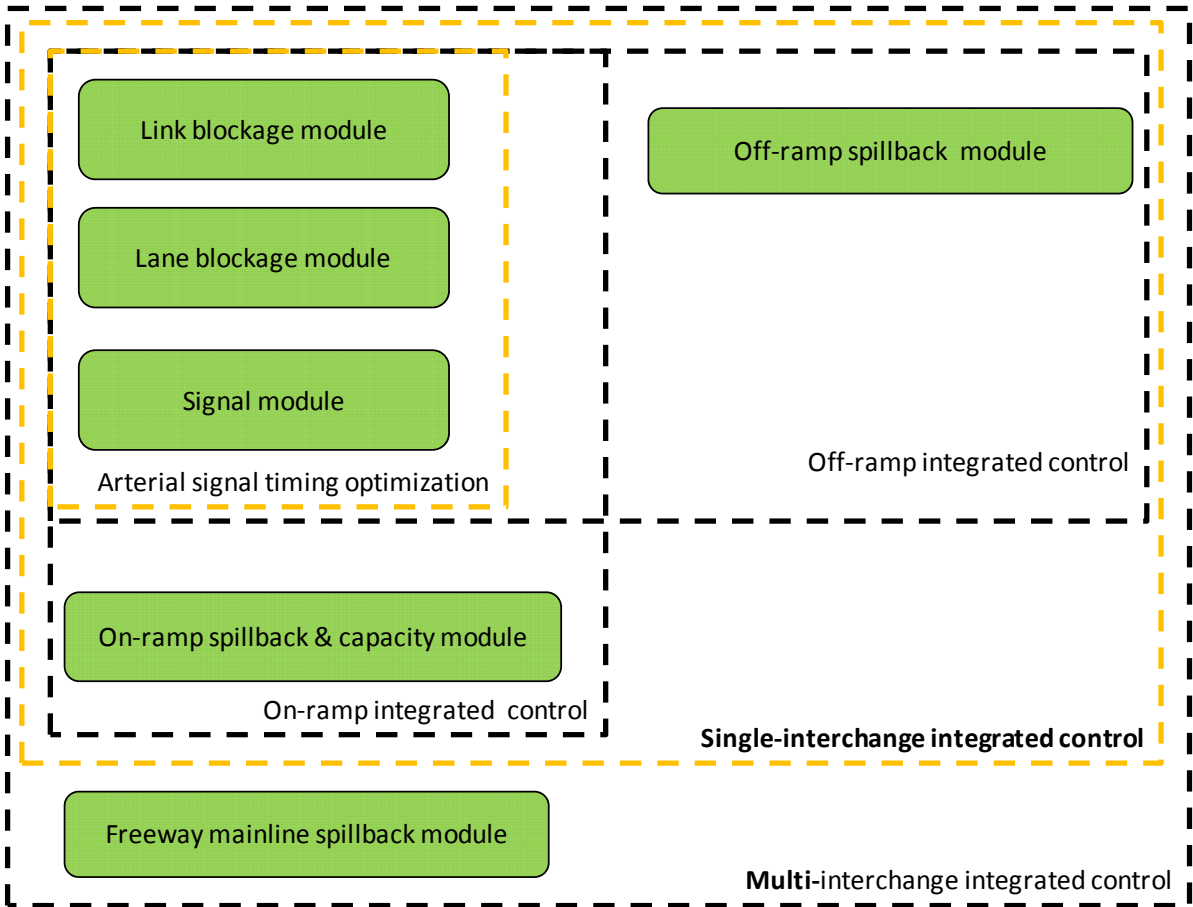 Link blockage module
Off-ramp spillback module
Lane blockage module
Signal module
Off-ramp integrated control
Arterial signal timing optimization
On-ramp spillback & capacity module
On-ramp integrated control
Single-interchange integrated control
Freeway mainline spillback module
Multi-interchange integrated control